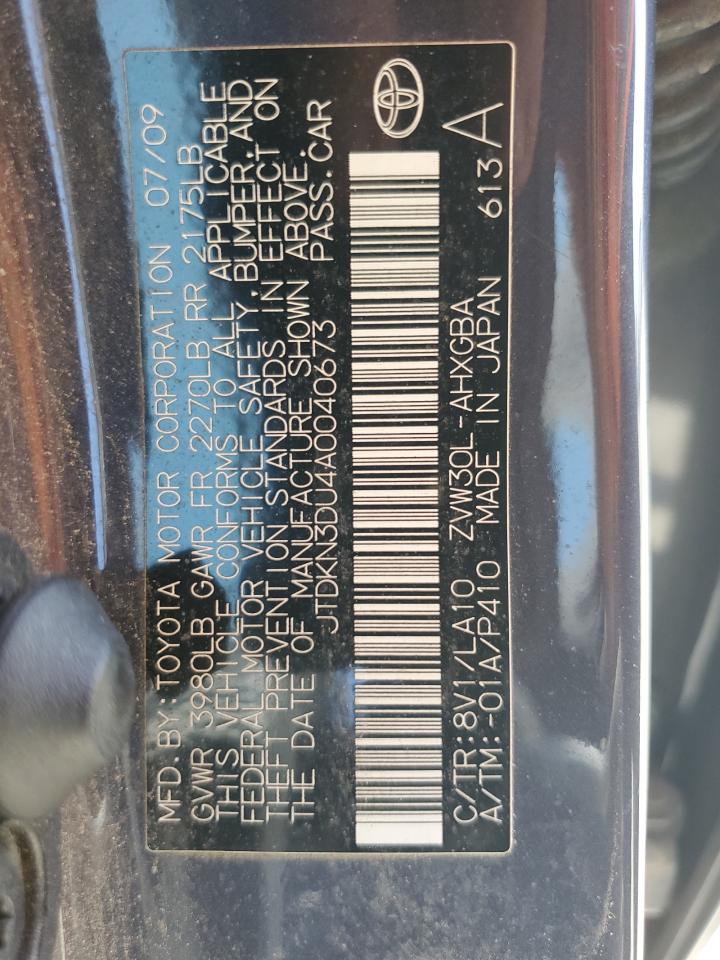 MFD. BY: TOYOTA MOTOR CORPORATION 07/09
GVWR 3980LB GAWR FR 2270LB RR 2175LB
THIS VEHICLE CONFORMS TO ALL APPLICABLE
FEDERAL MOTOR VEHICLE SAFETY, BUMPER, AND
THEFT PREVENTION STANDARDS IN EFFECT ON
THE DATE OF MANUFACTURE SHOWN ABOVE.
JTDKN3DU4A0040673 PASS. CAR
C/TR: 8V1/LA10 ZVW30L-AHXGBA
A/TM: -01A/P410 MADE IN JAPAN 613 A